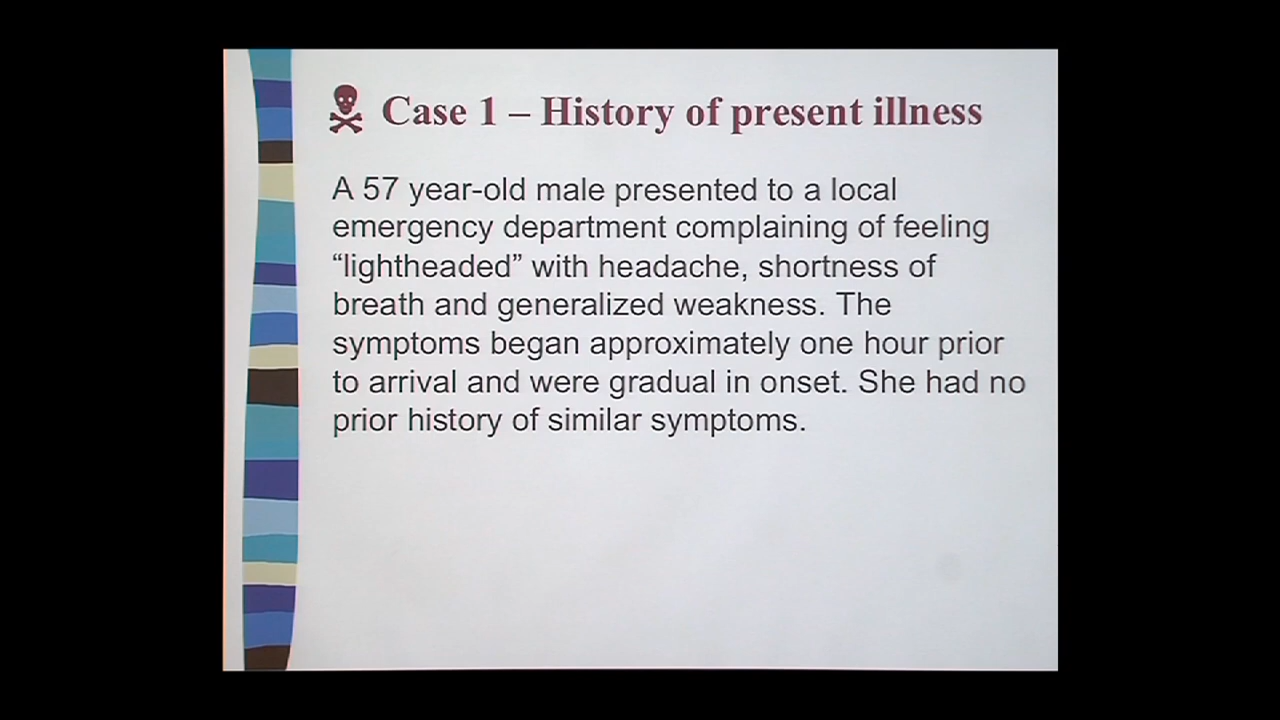 Case 1 – History of present illness
A 57 year-old male presented to a local
emergency department complaining of feeling
“lightheaded” with headache, shortness of
breath and generalized weakness. The
symptoms began approximately one hour prior
to arrival and were gradual in onset. She had no
prior history of similar symptoms.